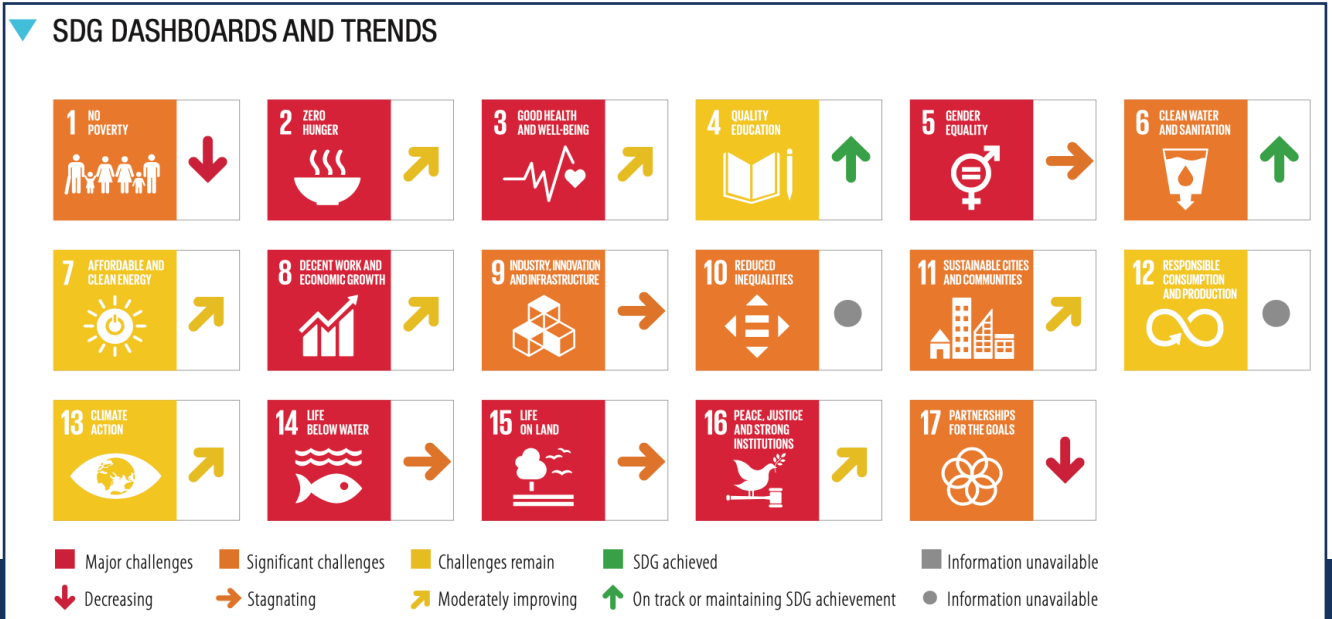 SDG DASHBOARDS AND TRENDS
1 NO
POVERTY
2 ZERO
HUNGER
3 GOOD HEALTH
AND WELL-BEING
4 QUALITY
EDUCATION
5 GENDER
EQUALITY
6 CLEAN WATER
AND SANITATION
7 AFFORDABLE AND
CLEAN ENERGY
8 DECENT WORK AND
ECONOMIC GROWTH
9 INDUSTRY, INNOVATION
AND INFRASTRUCTURE
10 REDUCED
INEQUALITIES
11 SUSTAINABLE CITIES
AND COMMUNITIES
12 RESPONSIBLE
CONSUMPTION
AND PRODUCTION
13 CLIMATE
ACTION
14 LIFE
BELOW WATER
15 LIFE
ON LAND
16 PEACE, JUSTICE
AND STRONG
INSTITUTIONS
17 PARTNERSHIPS
FOR THE GOALS
Major challenges Significant challenges Challenges remain SDG achieved Information unavailable
Decreasing Stagnating Moderately improving On track or maintaining SDG achievement Information unavailable